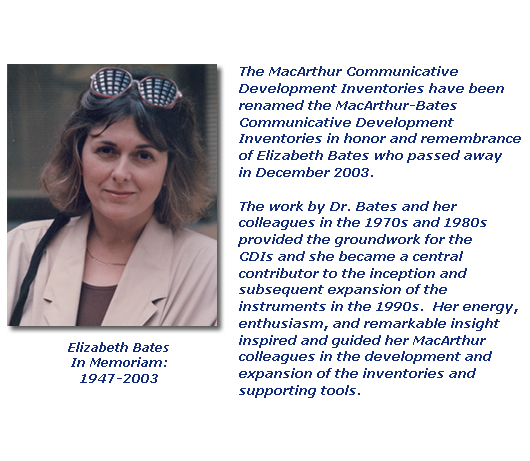 The MacArthur Communicative
Development Inventories have been
renamed the MacArthur-Bates
Communicative Development
Inventories in honor and remembrance
of Elizabeth Bates who passed away
in December 2003.
The work by Dr. Bates and her
colleagues in the 1970s and 1980s
provided the groundwork for the
CDIs and she became a central
contributor to the inception and
subsequent expansion of the
instruments in the 1990s.  Her energy,
enthusiasm, and remarkable insight
inspired and guided her MacArthur
colleagues in the development and
expansion of the inventories and
supporting tools.
Elizabeth Bates
In Memoriam:
1947-2003